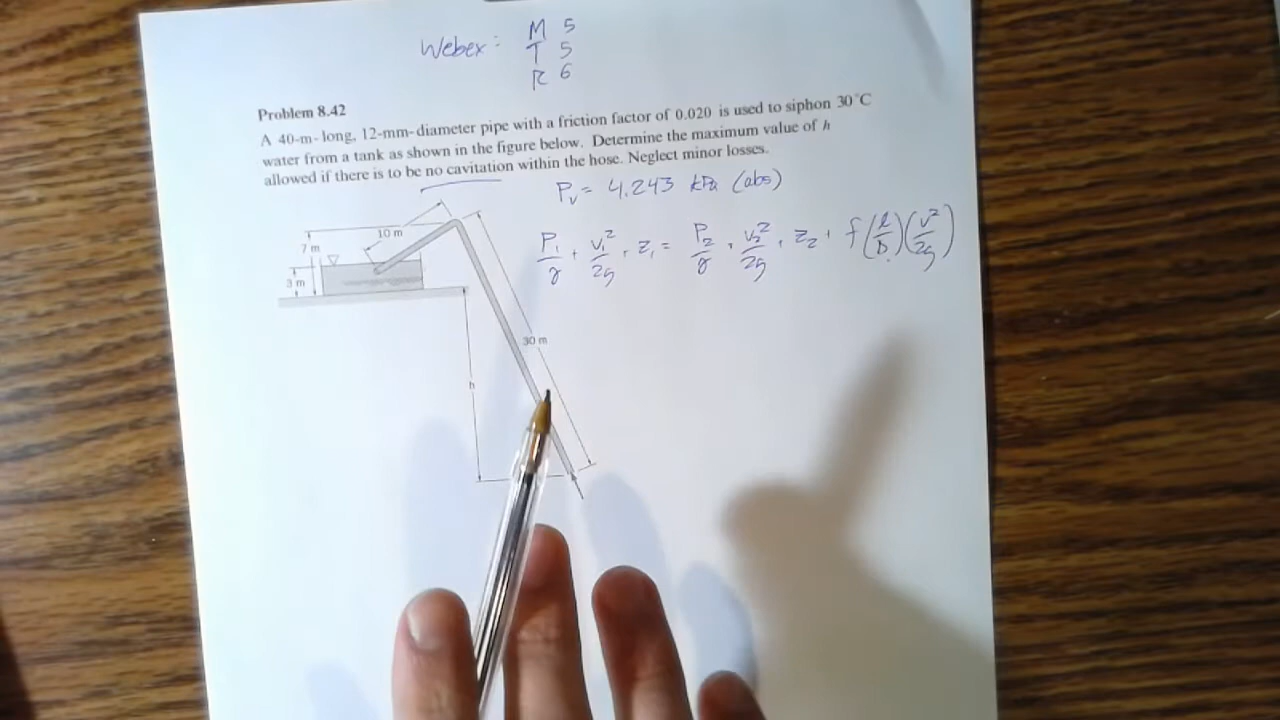 Webex: M 5
T 5
R 6
Problem 8.42
A 40-m-long, 12-mm-diameter pipe with a friction factor of 0.020 is used to siphon 30°C
water from a tank as shown in the figure below. Determine the maximum value of h
allowed if there is to be no cavitation within the hose. Neglect minor losses.
Pv = 4.243 kPa (abs)
P1/γ + V1²/2g + Z1 = P2/γ + V2²/2g + Z2 + f(ℓ/D)(V²/2g)
10 m
7 m
3 m
30 m
h